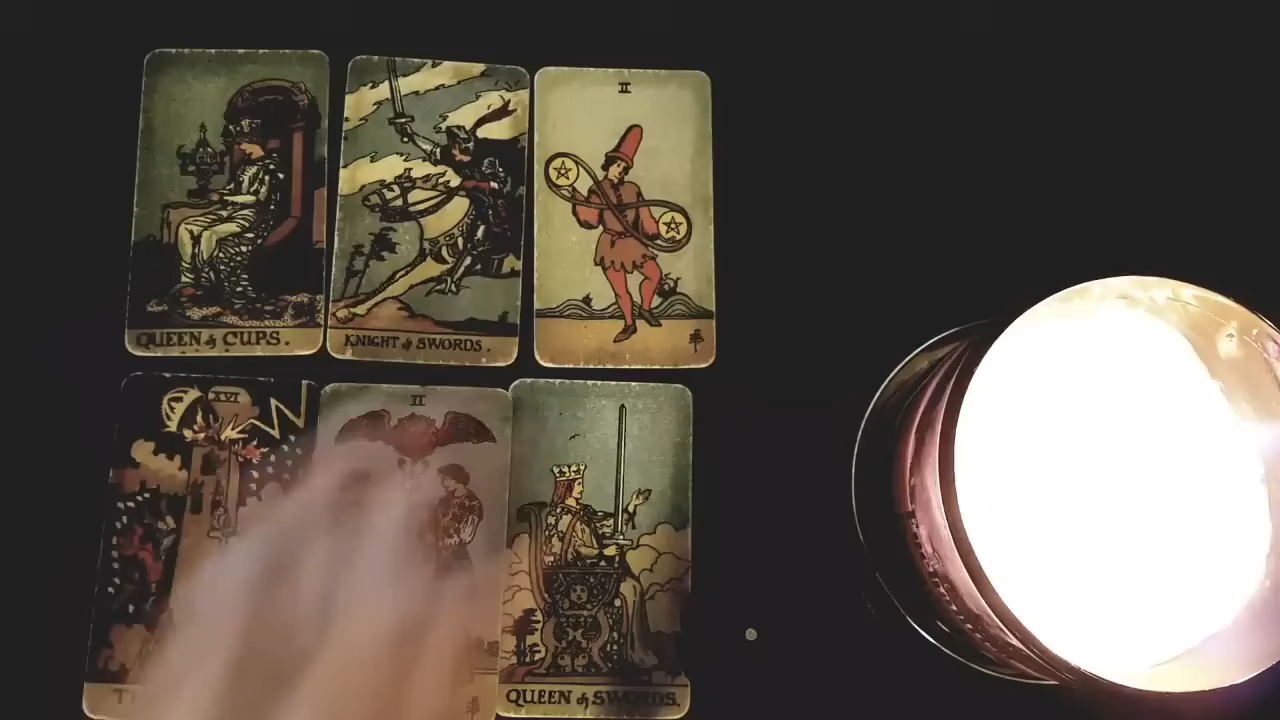 II
QUEEN of CUPS.
KNIGHT of SWORDS.
XVI
II
QUEEN of SWORDS.